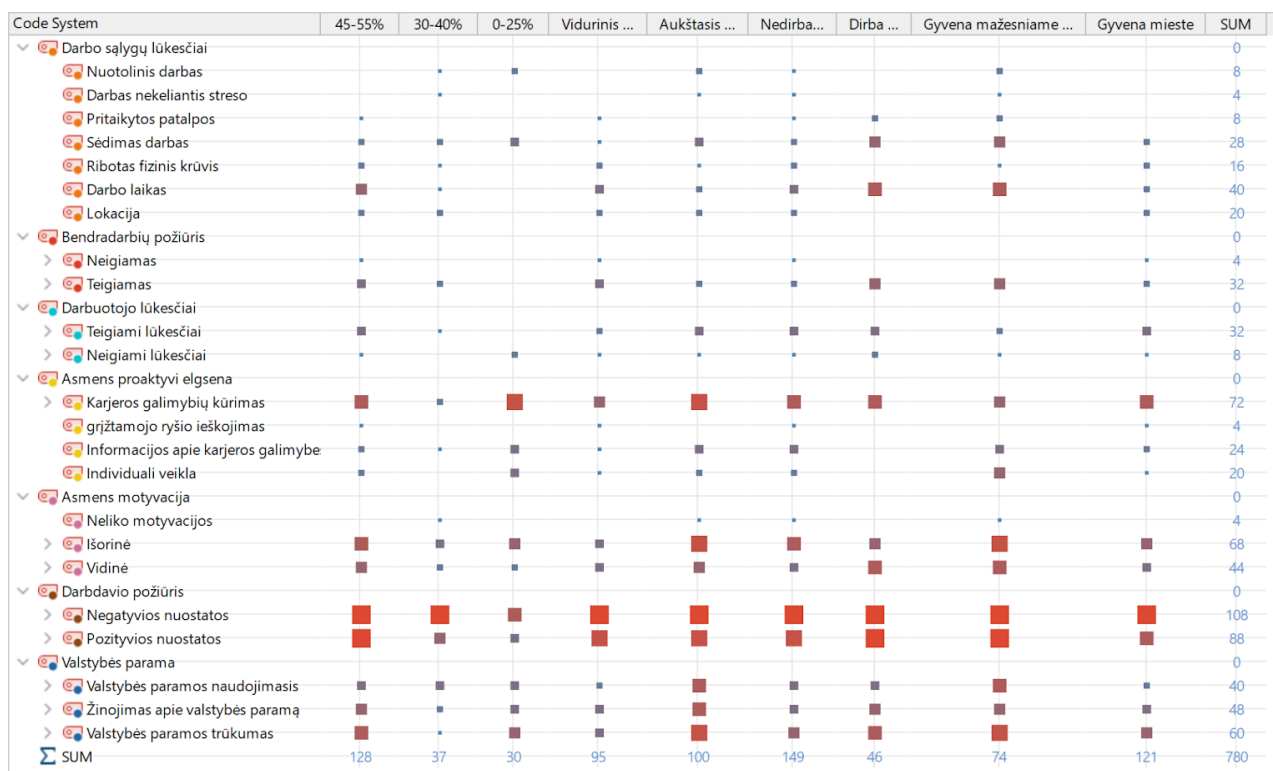 Code System 45-55% 30-40% 0-25% Vidurinis ... Aukštasis ... Nedirba... Dirba ... Gyvena mažesniame ... Gyvena mieste SUM
Darbo sąlygų lūkesčiai 0
Nuotolinis darbas 8
Darbas nekeliantis streso 4
Pritaikytos patalpos 8
Sėdimas darbas 28
Ribotas fizinis krūvis 16
Darbo laikas 40
Lokacija 20
Bendradarbių požiūris 0
Neigiamas 4
Teigiamas 32
Darbuotojo lūkesčiai 0
Teigiami lūkesčiai 32
Neigiami lūkesčiai 8
Asmens proaktyvi elgsena 0
Karjeros galimybių kūrimas 72
grįžtamojo ryšio ieškojimas 4
Informacijos apie karjeros galimybe 24
Individuali veikla 20
Asmens motyvacija 0
Neliko motyvacijos 4
Išorinė 68
Vidinė 44
Darbdavio požiūris 0
Negatyvios nuostatos 108
Pozityvios nuostatos 88
Valstybės parama 0
Valstybės paramos naudojimasis 40
Žinojimas apie valstybės paramą 48
Valstybės paramos trūkumas 60
Σ SUM 128 37 30 95 100 149 46 74 121 780